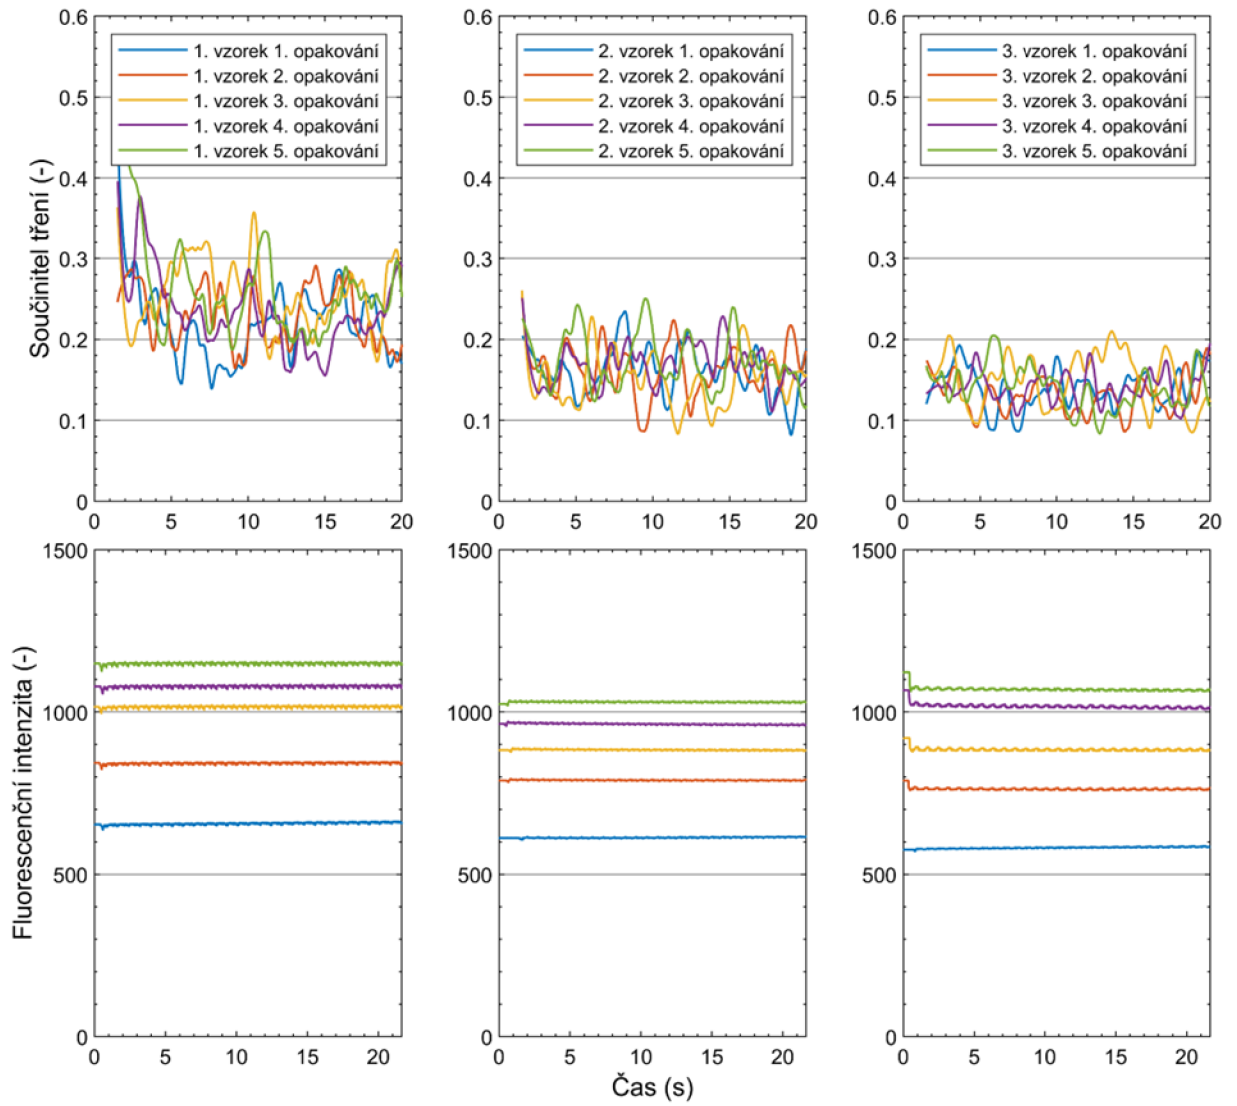 Součinitel tření (-)
0.6
0.5
0.4
0.3
0.2
0.1
0
1. vzorek 1. opakování
1. vzorek 2. opakování
1. vzorek 3. opakování
1. vzorek 4. opakování
1. vzorek 5. opakování
0 5 10 15 20
0.6
0.5
0.4
0.3
0.2
0.1
0
2. vzorek 1. opakování
2. vzorek 2. opakování
2. vzorek 3. opakování
2. vzorek 4. opakování
2. vzorek 5. opakování
0 5 10 15 20
0.6
0.5
0.4
0.3
0.2
0.1
0
3. vzorek 1. opakování
3. vzorek 2. opakování
3. vzorek 3. opakování
3. vzorek 4. opakování
3. vzorek 5. opakování
0 5 10 15 20
Fluorescenční intenzita (-)
1500
1000
500
0
0 5 10 15 20
1500
1000
500
0
0 5 10 15 20
1500
1000
500
0
0 5 10 15 20
Čas (s)